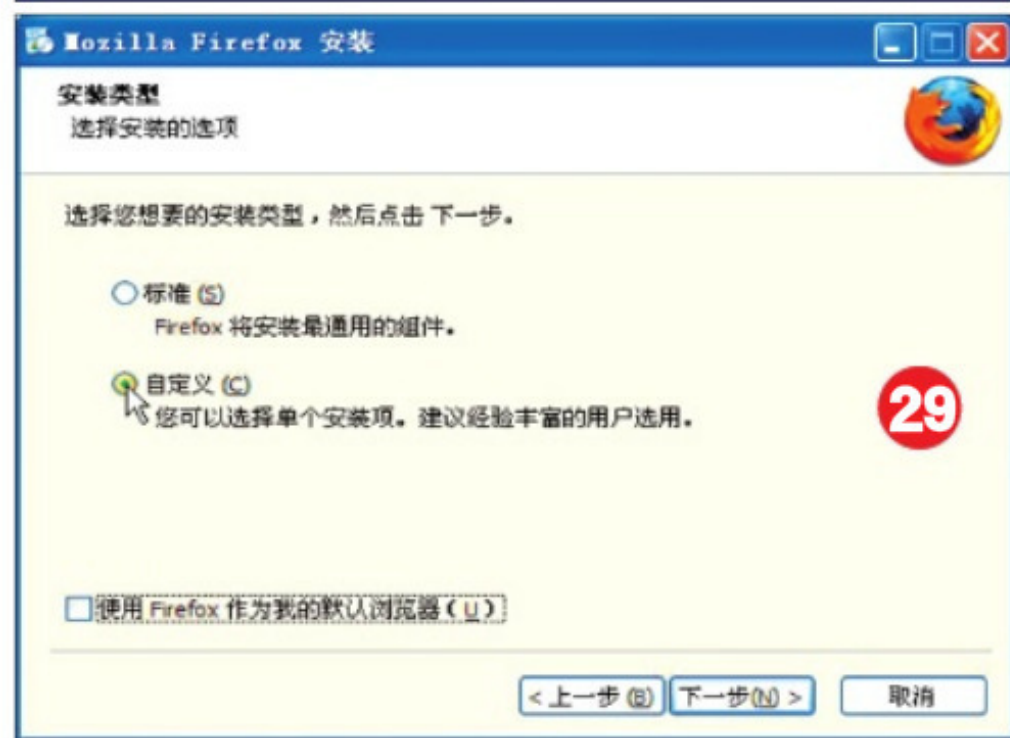 Mozilla Firefox 安装
安装类型
选择安装的选项
选择您想要的安装类型，然后点击 下一步。
标准 (S)
Firefox 将安装最通用的组件。
自定义 (C)
您可以选择单个安装项。建议经验丰富的用户选用。
29
使用 Firefox 作为我的默认浏览器(U)
< 上一步 (B)
下一步(N) >
取消